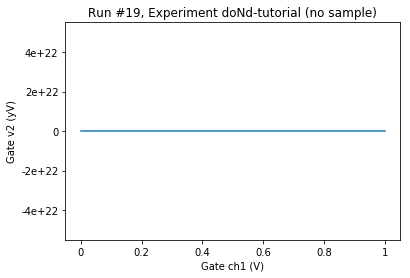 Run #19, Experiment doNd-tutorial (no sample)
Gate v2 (yV)
4e+22
2e+22
0
-2e+22
-4e+22
0
0.2
0.4
0.6
0.8
1
Gate ch1 (V)